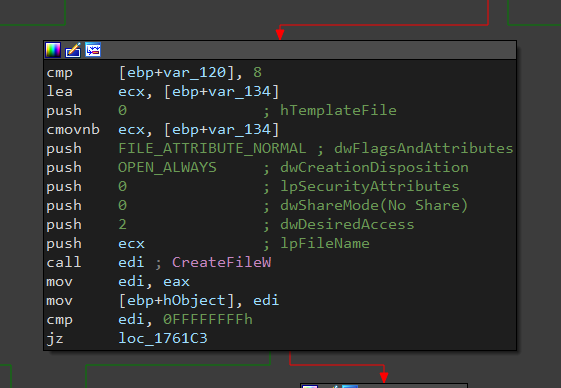 cmp [ebp+var_120], 8
lea ecx, [ebp+var_134]
push 0 ; hTemplateFile
cmovnb ecx, [ebp+var_134]
push FILE_ATTRIBUTE_NORMAL ; dwFlagsAndAttributes
push OPEN_ALWAYS ; dwCreationDisposition
push 0 ; lpSecurityAttributes
push 0 ; dwShareMode(No Share)
push 2 ; dwDesiredAccess
push ecx ; lpFileName
call edi ; CreateFileW
mov edi, eax
mov [ebp+hObject], edi
cmp edi, 0FFFFFFFFh
jz loc_1761C3